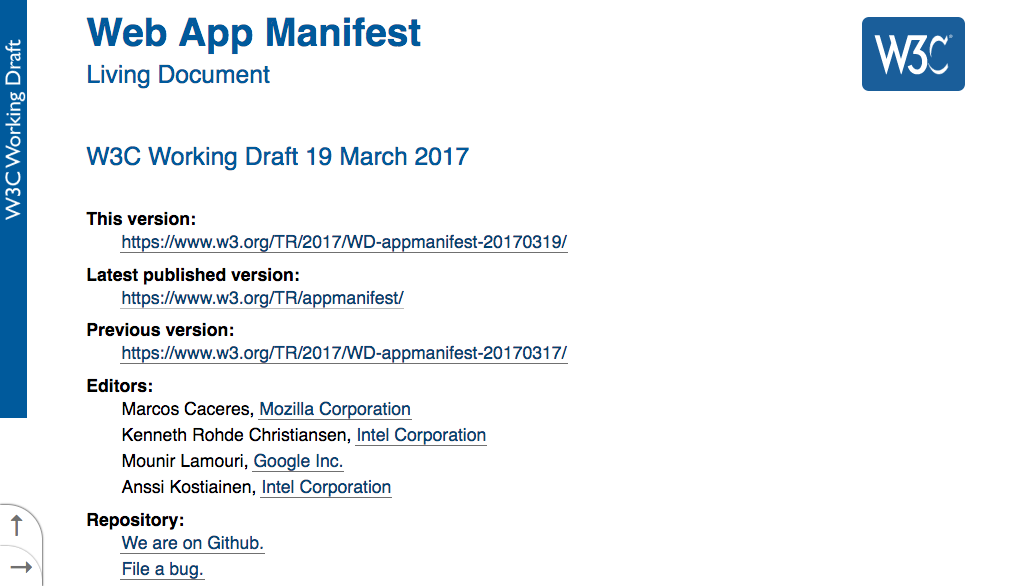 Web App Manifest
W3C
Living Document
W3C Working Draft
W3C Working Draft 19 March 2017
This version:
https://www.w3.org/TR/2017/WD-appmanifest-20170319/
Latest published version:
https://www.w3.org/TR/appmanifest/
Previous version:
https://www.w3.org/TR/2017/WD-appmanifest-20170317/
Editors:
Marcos Caceres, Mozilla Corporation
Kenneth Rohde Christiansen, Intel Corporation
Mounir Lamouri, Google Inc.
Anssi Kostiainen, Intel Corporation
Repository:
We are on Github.
File a bug.
↑
→